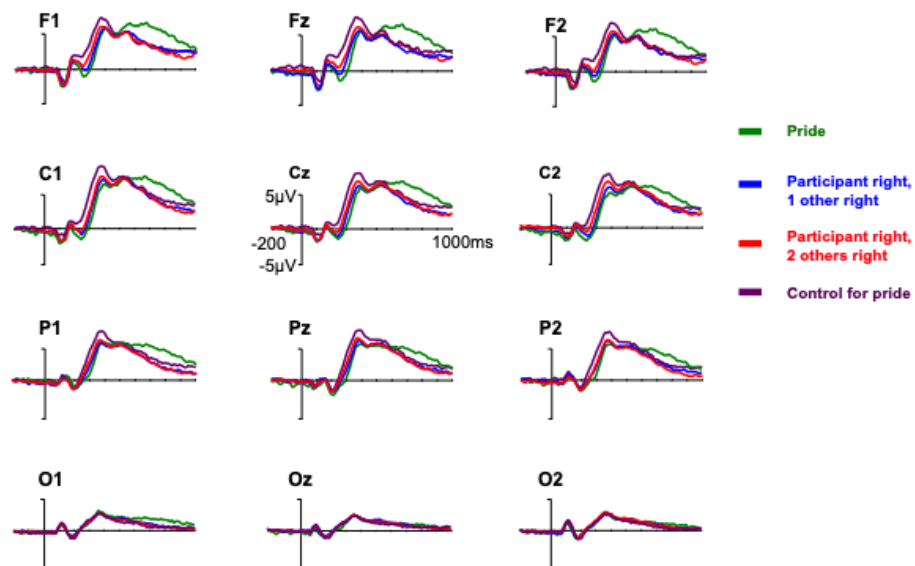 F1
Fz
F2
Pride
C1
Cz
C2
Participant right,
1 other right
5µV
-200
1000ms
-5µV
Participant right,
2 others right
Control for pride
P1
Pz
P2
O1
Oz
O2